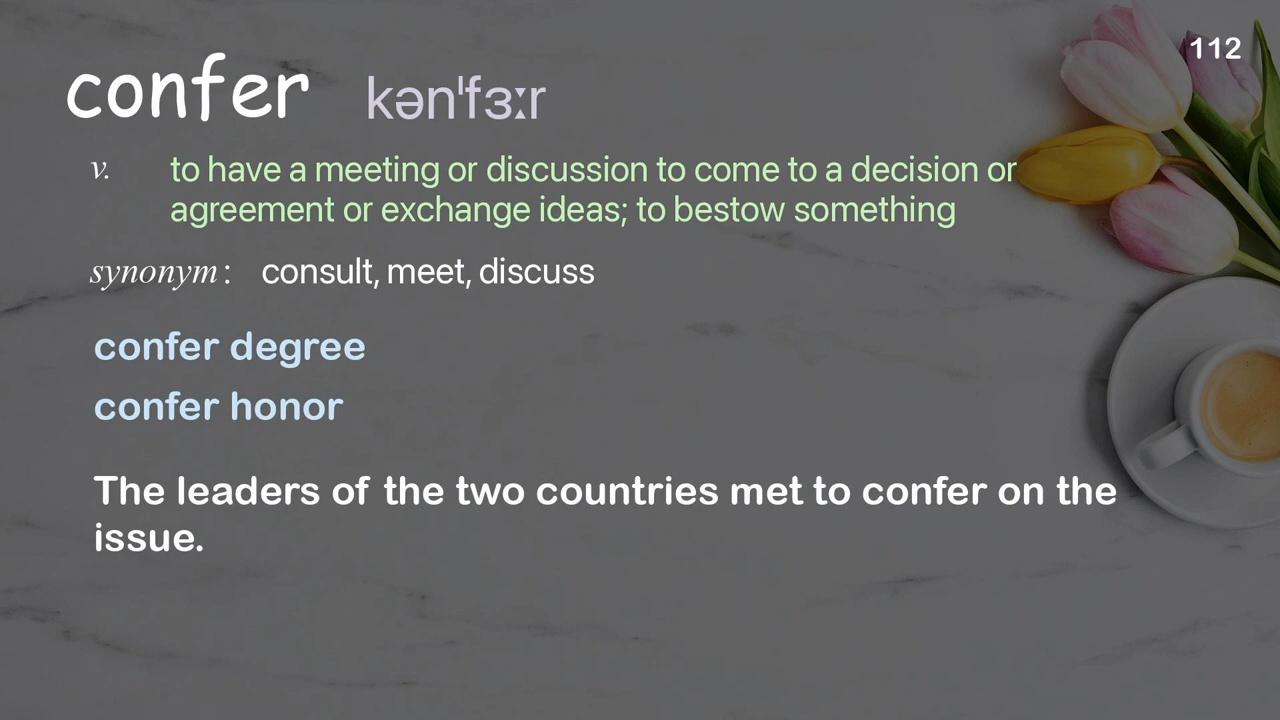 112
confer kənˈfɜːr
v. to have a meeting or discussion to come to a decision or
agreement or exchange ideas; to bestow something
synonym: consult, meet, discuss
confer degree
confer honor
The leaders of the two countries met to confer on the
issue.